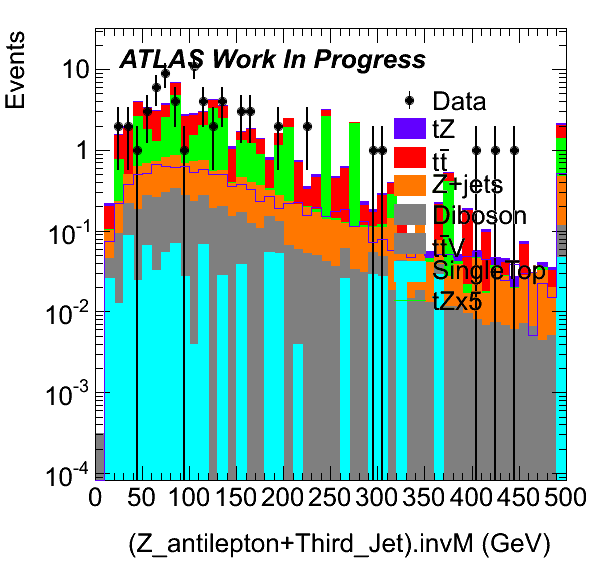 Events
ATLAS Work In Progress
Data
tZ
tt̄
Z+jets
Diboson
tt̄V
SingleTop
tZx5
10
1
10⁻¹
10⁻²
10⁻³
10⁻⁴
0 50 100 150 200 250 300 350 400 450 500
(Z_antilepton+Third_Jet).invM (GeV)